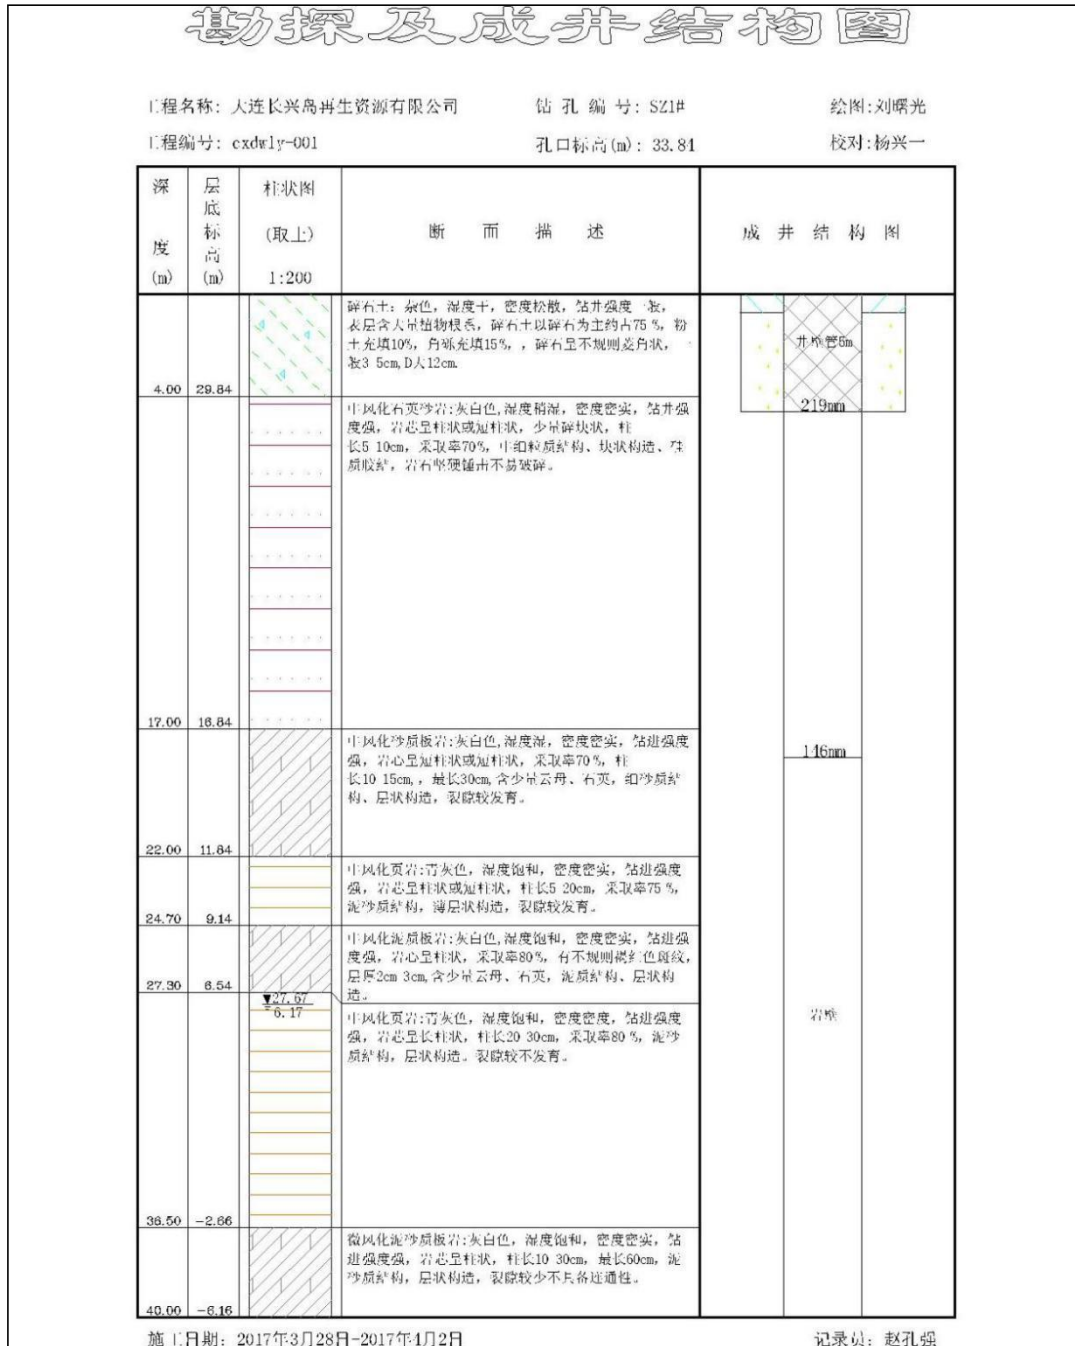 勘探及成井结构图
工程名称: 大连长兴岛再生资源有限公司
钻 孔 编 号: SZ1#
绘图:刘曙光
工程编号: cxdwly-001
孔口标高(m): 33.84
校对:杨兴一
深度(m)
层底标高(m)
柱状图
(取土)
1:200
断 面 描 述
成 井 结 构 图
碎石土: 杂色, 湿度干, 密度松散, 钻井强度一般,
表层含大量植物根系, 碎石土以碎石为主约占75 %, 粉
土充填10%, 角砾充填15%, , 碎石呈不规则菱角状, 一
般3 5cm,D大12cm.
4.00 29.84
井壁管5m
219mm
中风化石英砂岩:灰白色,湿度稍湿, 密度密实, 钻井强
度强, 岩芯呈柱状或短柱状, 少量碎块状, 柱
长5 10cm, 采取率70%, 中细粒质结构、块状构造、硅
质胶结, 岩石坚硬锤击不易破碎。
17.00 16.84
中风化砂质板岩:灰白色,湿度湿, 密度密实, 钻进强度
强, 岩心呈短柱状或短柱状, 采取率70%, 柱
长10 15cm, , 最长30cm,含少量云母、石英, 细砂质结
构、层状构造, 裂隙较发育。
146mm
22.00 11.84
中风化页岩:青灰色, 湿度饱和, 密度密实, 钻进强度
强, 岩芯呈柱状或短柱状, 柱长5 20cm, 采取率75 %,
泥砂质结构, 薄层状构造, 裂隙较发育。
24.70 9.14
中风化泥质板岩:灰白色,湿度饱和, 密度密实, 钻进强
度强, 岩心呈柱状, 采取率80%, 有不规则褐红色斑纹,
层厚2cm 3cm,含少量云母、石英, 泥质结构、层状构
造。
27.30 6.54
27.67
6.17
中风化页岩:青灰色, 湿度饱和, 密度密度, 钻进强度
强, 岩芯呈长柱状, 柱长20 30cm, 采取率80 %, 泥砂
质结构, 层状构造。裂隙较不发育。
岩壁
36.50 -2.66
微风化泥砂质板岩:灰白色, 湿度饱和, 密度密实, 钻
进强度强, 岩芯呈柱状, 柱长10 30cm, 最长60cm, 泥
砂质结构, 层状构造, 裂隙较少不具备连通性。
40.00 -6.16
施工日期: 2017年3月28日-2017年4月2日
记录员: 赵孔强